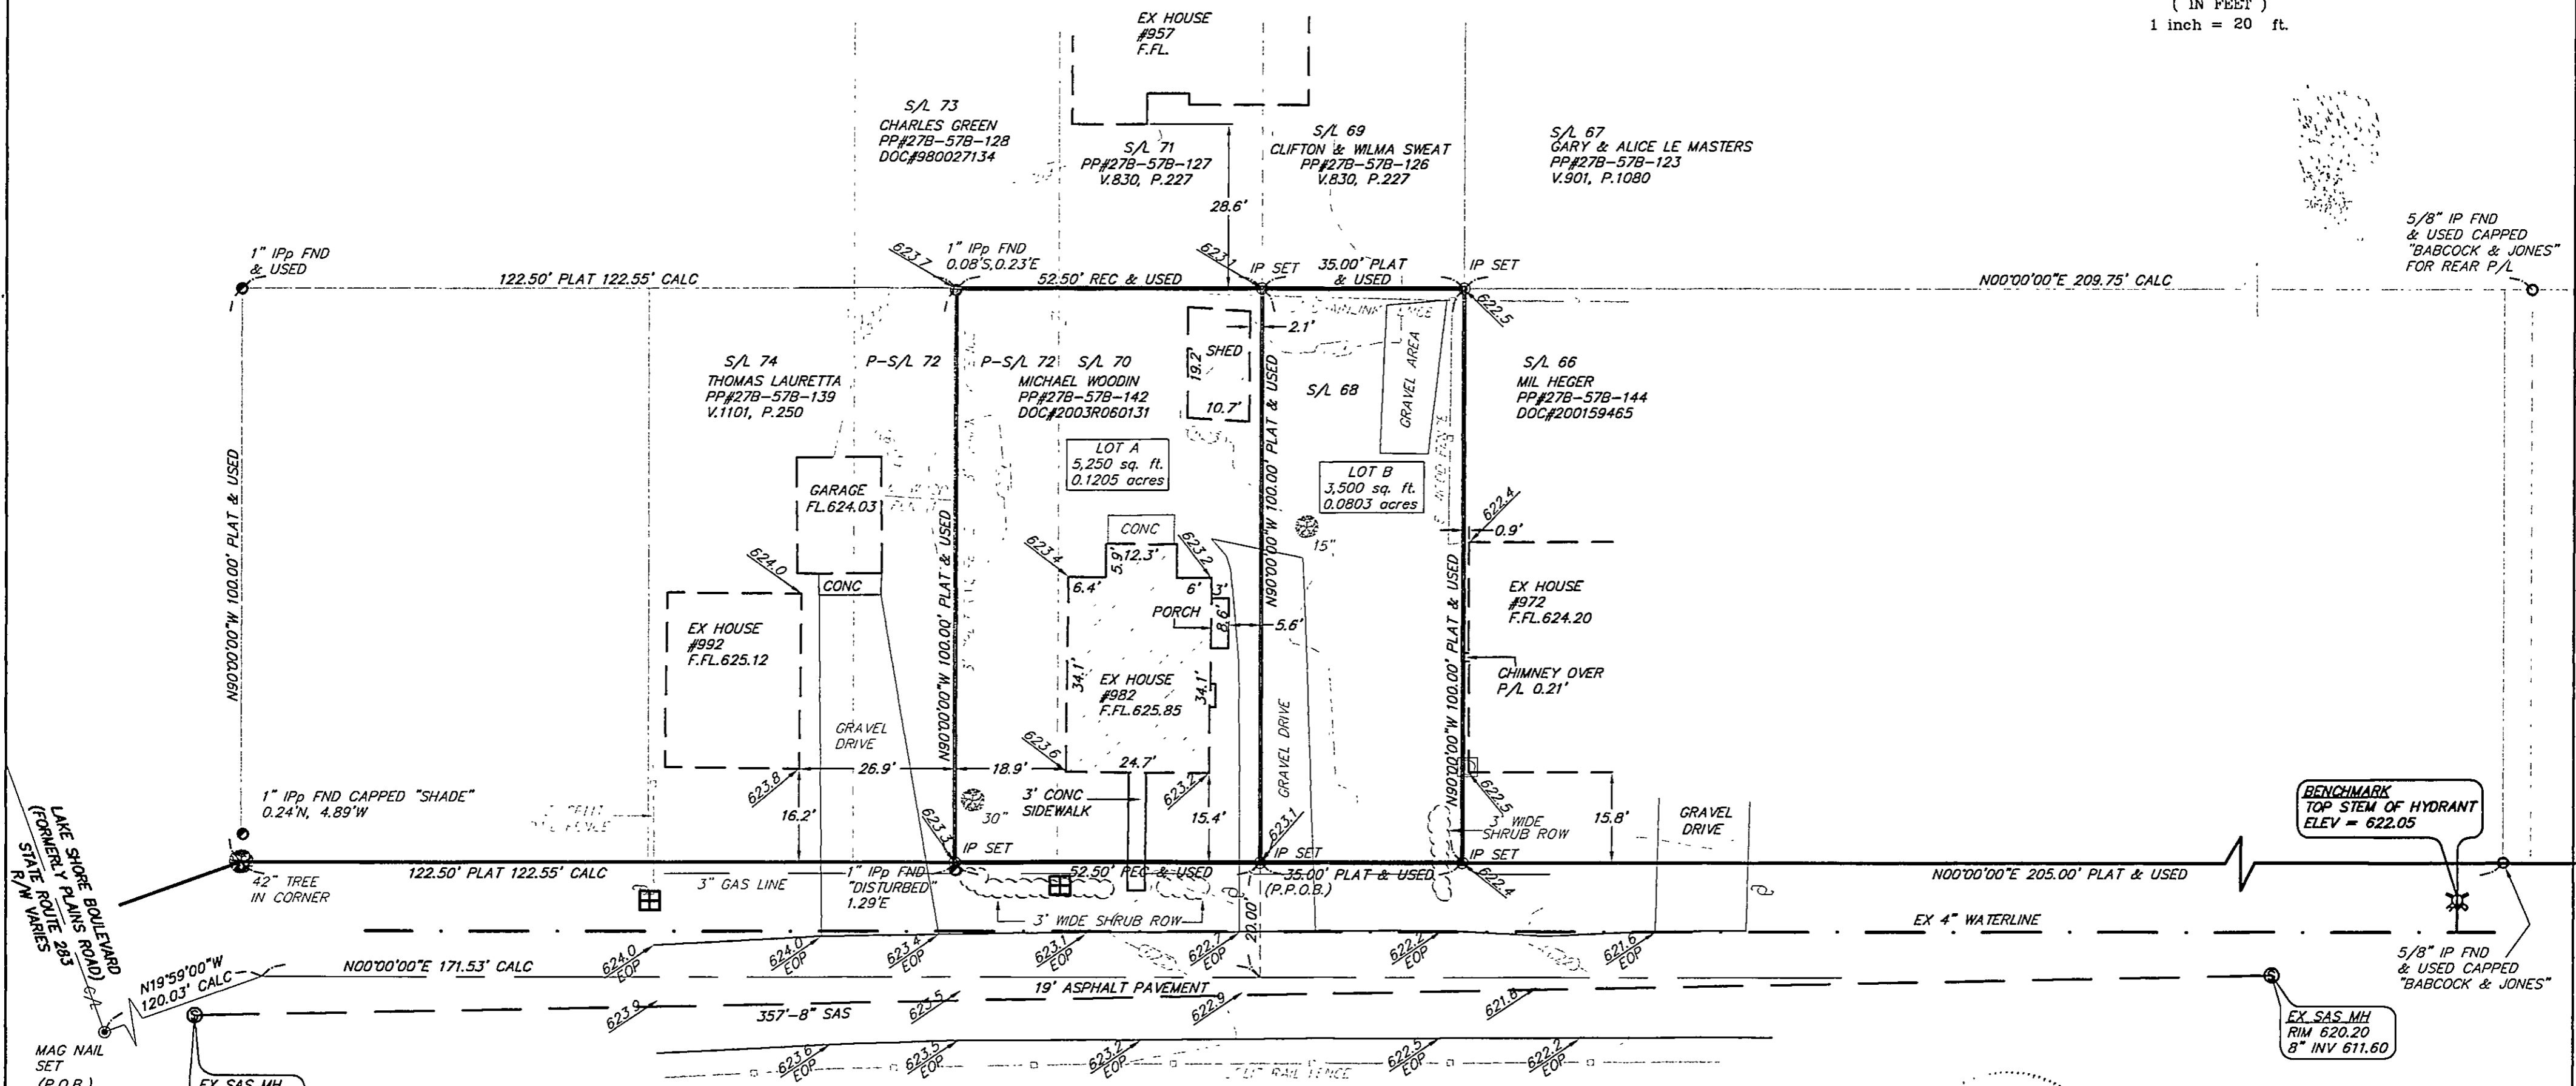 ( IN FEET )
1 inch = 20 ft.
EX HOUSE
#957
F.FL.
S/L 73
CHARLES GREEN
PP#27B-57B-128
DOC#980027134
S/L 71
PP#27B-57B-127
V.830, P.227
S/L 69
CLIFTON & WILMA SWEAT
PP#27B-57B-126
V.830, P.227
S/L 67
GARY & ALICE LE MASTERS
PP#27B-57B-123
V.901, P.1080
28.6'
5/8" IP FND
& USED CAPPED
"BABCOCK & JONES"
FOR REAR P/L
1" IPp FND
& USED
623.7
1" IPp FND
0.08'S,0.23'E
623.1
IP SET
35.00' PLAT
& USED
IP SET
122.50' PLAT 122.55' CALC
52.50' REC & USED
N00°00'00"E 209.75' CALC
622.5
2.1'
SHED
19.2'
10.7'
GRAVEL AREA
S/L 74
THOMAS LAURETTA
PP#27B-57B-139
V.1101, P.250
P-S/L 72
P-S/L 72
S/L 70
MICHAEL WOODIN
PP#27B-57B-142
DOC#2003R060131
S/L 68
S/L 66
MIL HEGER
PP#27B-57B-144
DOC#200159465
N90°00'00"W 100.00' PLAT & USED
N90°00'00"W 100.00' PLAT & USED
N90°00'00"W 100.00' PLAT & USED
N90°00'00"W 100.00' PLAT & USED
LOT A
5,250 sq. ft.
0.1205 acres
LOT B
3,500 sq. ft.
0.0803 acres
GARAGE
FL.624.03
CONC
CONC
15"
622.4
0.9'
624.0
623.4
5.9'
12.3'
623.2
6.4'
6'
3'
PORCH
8.6'
5.6'
EX HOUSE
#972
F.FL.624.20
EX HOUSE
#992
F.FL.625.12
34.1'
EX HOUSE
#982
F.FL.625.85
34.1'
CHIMNEY OVER
P/L 0.21'
GRAVEL
DRIVE
GRAVEL DRIVE
623.8
26.9'
18.9'
623.6
24.7'
623.2
16.2'
30"
3' CONC
SIDEWALK
15.4'
623.1
622.5
3' WIDE
SHRUB ROW
15.8'
GRAVEL
DRIVE
BENCHMARK
TOP STEM OF HYDRANT
ELEV = 622.05
1" IPp FND CAPPED "SHADE"
0.24'N, 4.89'W
623.3
IP SET
IP SET
IP SET
42" TREE
IN CORNER
122.50' PLAT 122.55' CALC
3" GAS LINE
1" IPp FND
"DISTURBED"
1.29'E
52.50' REC & USED
35.00' PLAT & USED
(P.P.O.B.)
622.4
N00°00'00"E 205.00' PLAT & USED
3' WIDE SHRUB ROW
20.00'
EX 4" WATERLINE
LAKE SHORE BOULEVARD
(FORMERLY PLAINS ROAD)
STATE ROUTE 283
R/W VARIES
624.0
EOP
624.0
EOP
623.4
EOP
623.1
EOP
622.7
EOP
622.2
EOP
621.6
EOP
N19°59'00"W
120.03' CALC
N00°00'00"E 171.53' CALC
19' ASPHALT PAVEMENT
5/8" IP FND
& USED CAPPED
"BABCOCK & JONES"
623.9
623.5
622.9
621.8
357'-8" SAS
EX SAS MH
RIM 620.20
8" INV 611.60
623.6
EOP
623.5
EOP
623.2
EOP
622.5
EOP
622.2
EOP
RAIL FENCE
MAG NAIL
SET
(P.O.B.)
EX SAS MH